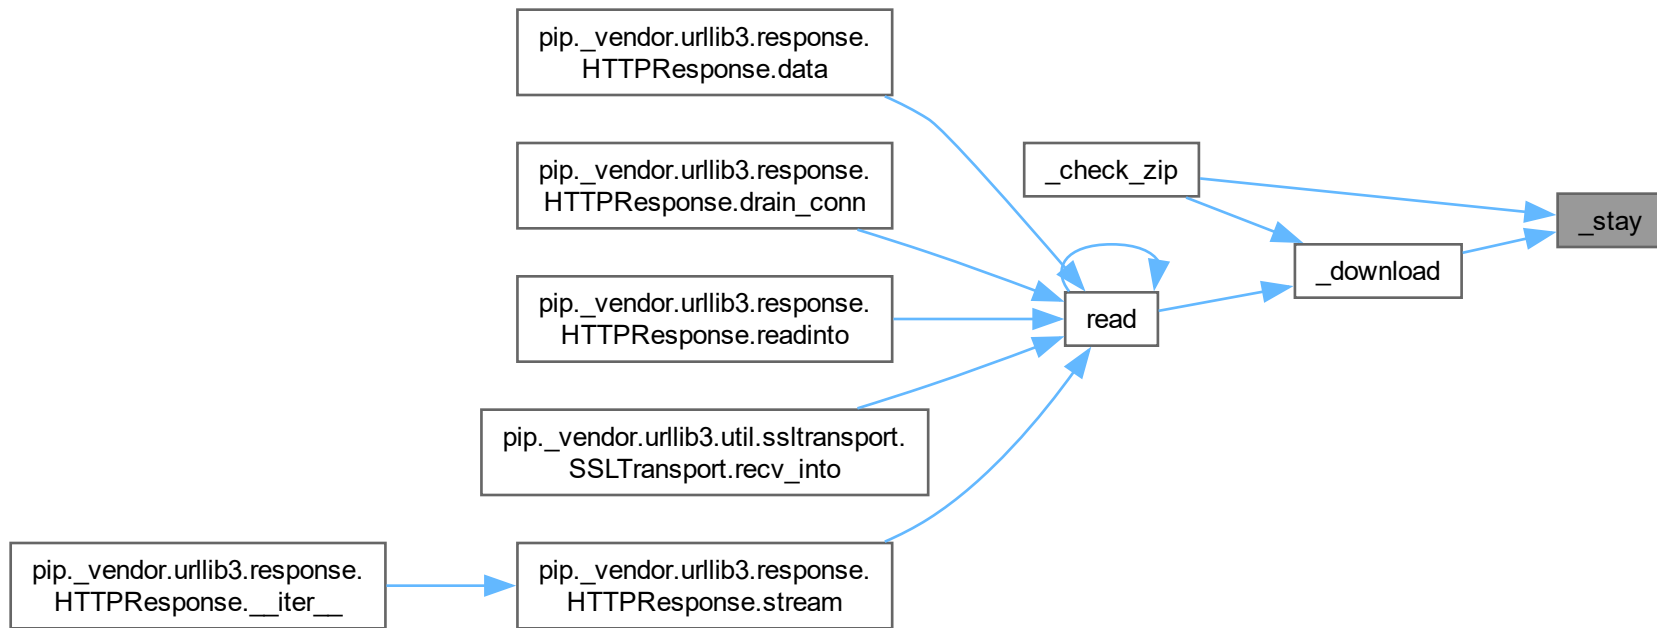 pip._vendor.urllib3.response.
HTTPResponse.data
pip._vendor.urllib3.response.
HTTPResponse.drain_conn
_check_zip
_stay
_download
pip._vendor.urllib3.response.
HTTPResponse.readinto
read
pip._vendor.urllib3.util.ssltransport.
SSLTransport.recv_into
pip._vendor.urllib3.response.
HTTPResponse.__iter__
pip._vendor.urllib3.response.
HTTPResponse.stream